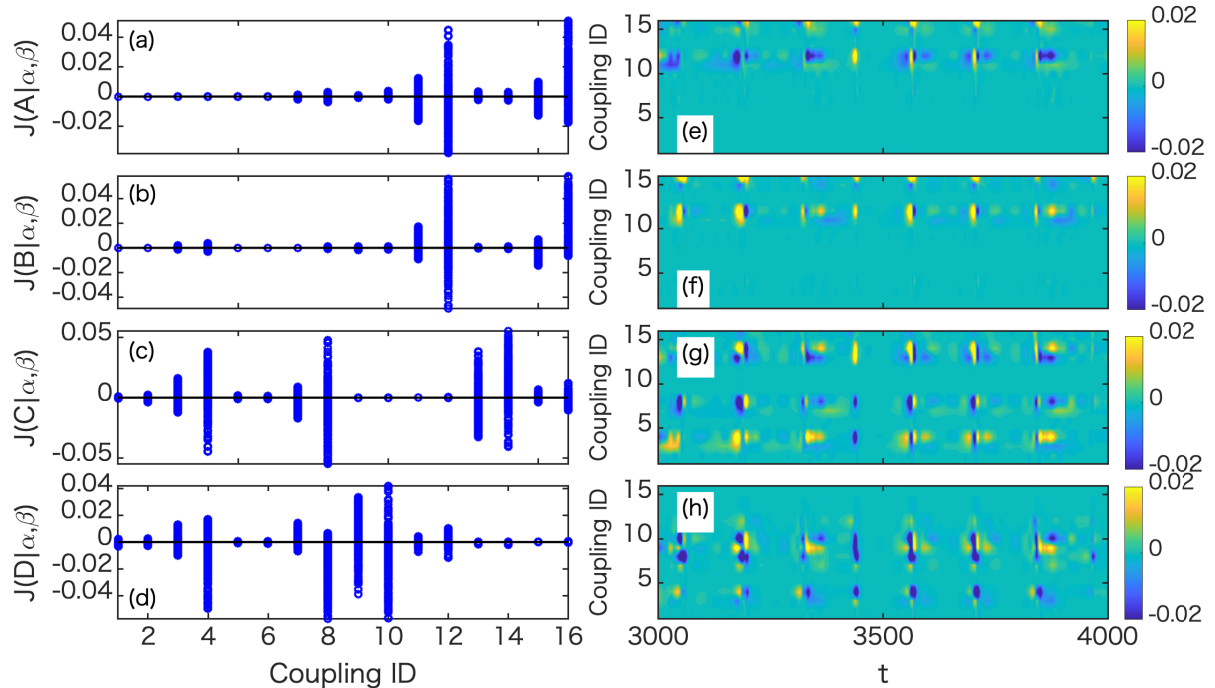 (a)
J(A|α,β)
0.04
0.02
0
-0.02
(b)
J(B|α,β)
0.04
0.02
0
-0.02
-0.04
(c)
J(C|α,β)
0.05
0
-0.05
(d)
J(D|α,β)
0.04
0.02
0
-0.02
-0.04
2 4 6 8 10 12 14 16
Coupling ID
(e)
Coupling ID
15
10
5
0.02
0
-0.02
(f)
Coupling ID
15
10
5
0.02
0
-0.02
(g)
Coupling ID
15
10
5
0.02
0
-0.02
(h)
Coupling ID
15
10
5
0.02
0
-0.02
3000 3500 4000
t